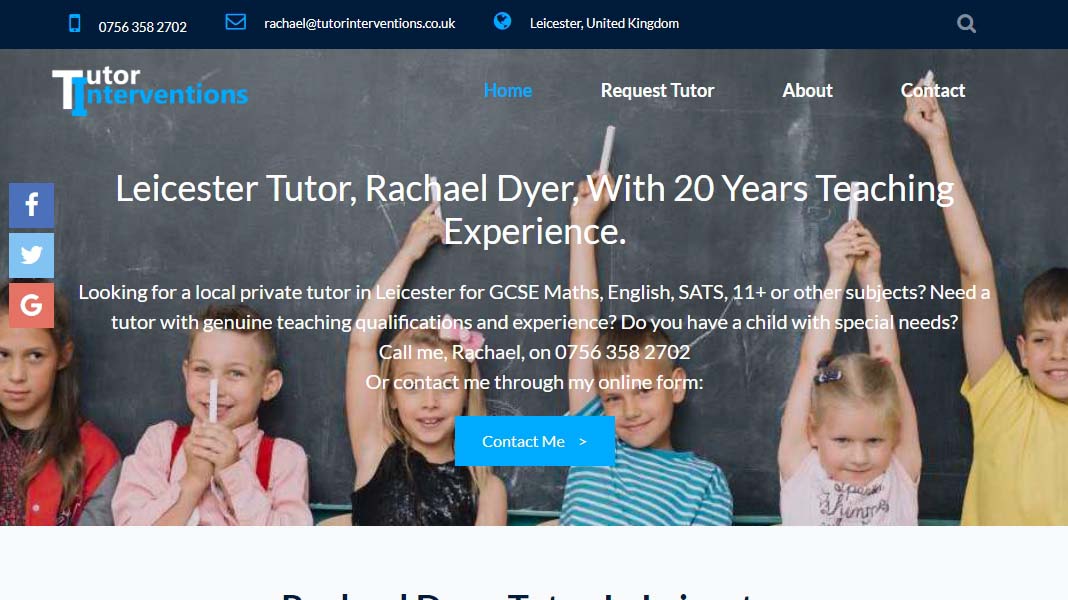 0756 358 2702
rachael@tutorinterventions.co.uk
Leicester, United Kingdom
Tutor
Interventions
Home
Request Tutor
About
Contact
Leicester Tutor, Rachael Dyer, With 20 Years Teaching
Experience.
Looking for a local private tutor in Leicester for GCSE Maths, English, SATS, 11+ or other subjects? Need a
tutor with genuine teaching qualifications and experience? Do you have a child with special needs?
Call me, Rachael, on 0756 358 2702
Or contact me through my online form:
Contact Me >